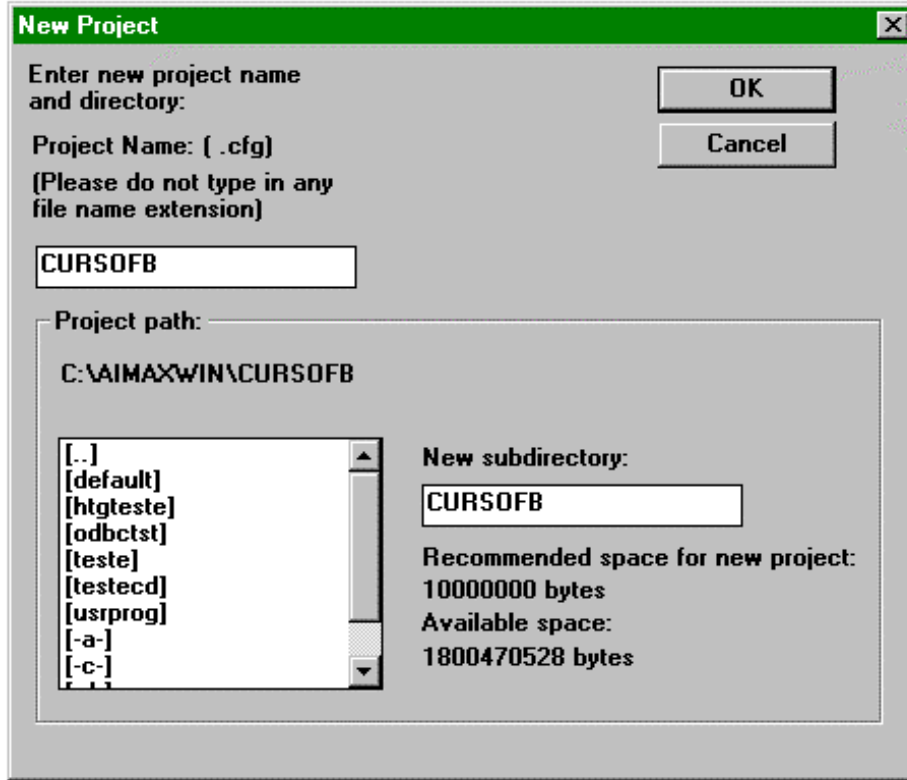 New Project
Enter new project name
and directory:
OK
Cancel
Project Name: ( .cfg)
(Please do not type in any
file name extension)
CURSOFB
Project path:
C:\AIMAXWIN\CURSOFB
[..]
[default]
[htgteste]
[odbctst]
[teste]
[testecd]
[usrprog]
[-a-]
[-c-]
New subdirectory:
CURSOFB
Recommended space for new project:
10000000 bytes
Available space:
1800470528 bytes